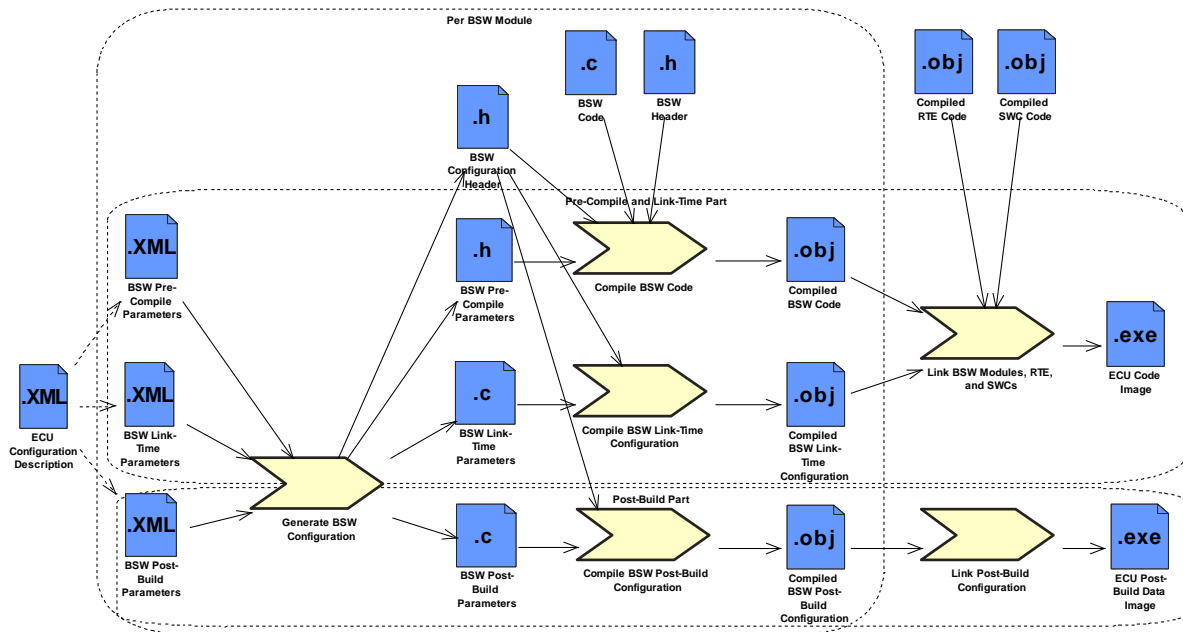 Per BSW Module
.c
BSW
Code
.h
BSW
Header
.obj
Compiled
RTE Code
.obj
Compiled
SWC Code
.h
BSW
Configuration
Header
Pre-Compile and Link-Time Part
.XML
BSW Pre-
Compile
Parameters
.h
BSW Pre-
Compile
Parameters
Compile BSW Code
.obj
Compiled
BSW Code
Link BSW Modules, RTE,
and SWCs
.exe
ECU Code
Image
.XML
ECU
Configuration
Description
.XML
BSW Link-
Time
Parameters
.c
BSW Link-
Time
Parameters
Compile BSW Link-Time
Configuration
.obj
Compiled
BSW Link-
Time
Configuration
Generate BSW
Configuration
Post-Build Part
.XML
BSW Post-
Build
Parameters
.c
BSW Post-
Build
Parameters
Compile BSW Post-Build
Configuration
.obj
Compiled
BSW Post-
Build
Configuration
Link Post-Build
Configuration
.exe
ECU Post-
Build Data
Image